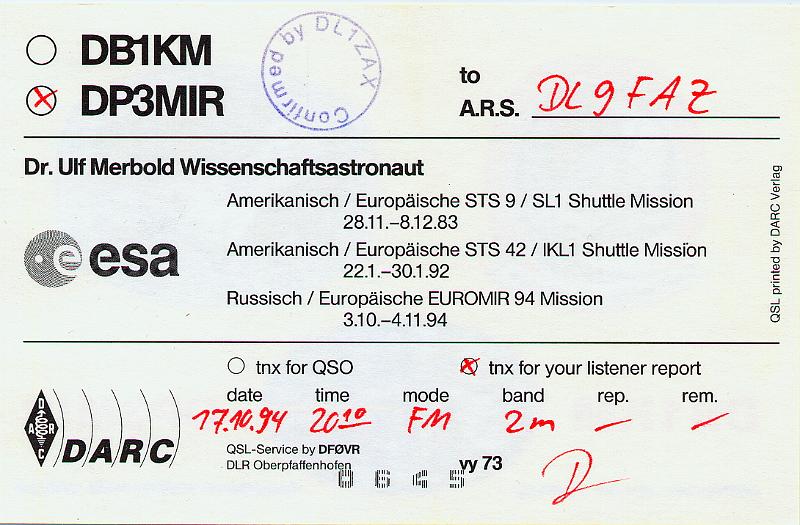 DB1KM
DP3MIR
Confirmed by DL1ZAX
to
A.R.S. DL9FAZ
Dr. Ulf Merbold Wissenschaftsastronaut
esa
Amerikanisch / Europäische STS 9 / SL1 Shuttle Mission
28.11.–8.12.83
Amerikanisch / Europäische STS 42 / IKL1 Shuttle Mission
22.1.–30.1.92
Russisch / Europäische EUROMIR 94 Mission
3.10.–4.11.94
QSL printed by DARC Verlag
tnx for QSO
tnx for your listener report
date time mode band rep. rem.
17.10.94 20¹⁰ FM 2m – –
DARC
DARC
QSL-Service by DFØVR
DLR Oberpfaffenhofen
vy 73
0645